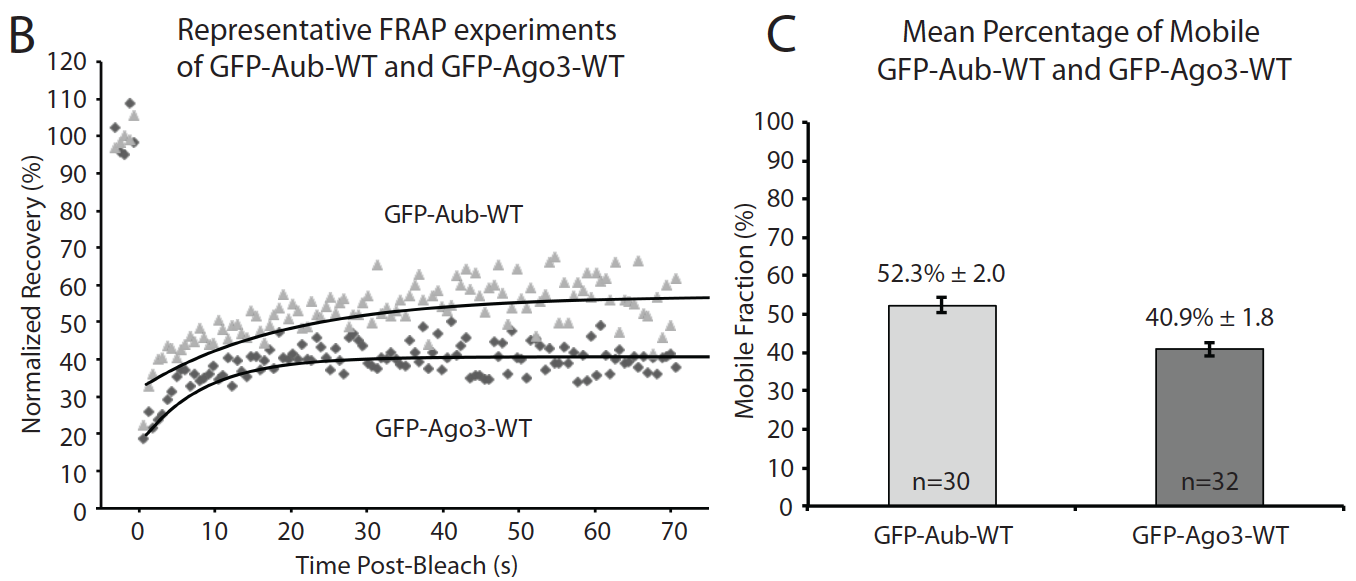 B
Representative FRAP experiments
of GFP-Aub-WT and GFP-Ago3-WT
120
110
100
90
80
70
60
50
40
30
20
10
0
Normalized Recovery (%)
GFP-Aub-WT
GFP-Ago3-WT
0 10 20 30 40 50 60 70
Time Post-Bleach (s)
C
Mean Percentage of Mobile
GFP-Aub-WT and GFP-Ago3-WT
100
90
80
70
60
50
40
30
20
10
0
Mobile Fraction (%)
52.3% ± 2.0
40.9% ± 1.8
n=30
n=32
GFP-Aub-WT
GFP-Ago3-WT